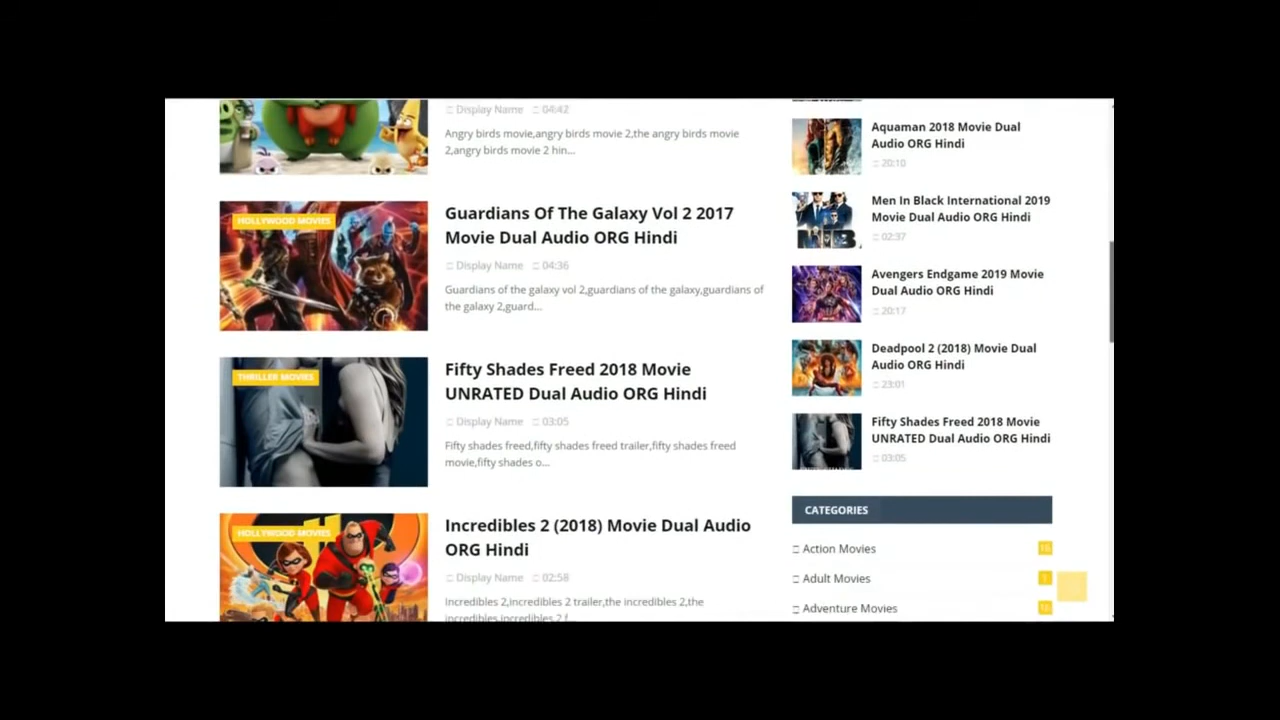 Display Name 04:42
Angry birds movie,angry birds movie 2,the angry birds movie
2,angry birds movie 2 hin...
HOLLYWOOD MOVIES
Guardians Of The Galaxy Vol 2 2017
Movie Dual Audio ORG Hindi
Display Name 04:36
Guardians of the galaxy vol 2,guardians of the galaxy,guardians of
the galaxy 2,guard...
THRILLER MOVIES
Fifty Shades Freed 2018 Movie
UNRATED Dual Audio ORG Hindi
Display Name 03:05
Fifty shades freed,fifty shades freed trailer,fifty shades freed
movie,fifty shades o...
HOLLYWOOD MOVIES
Incredibles 2 (2018) Movie Dual Audio
ORG Hindi
Display Name 02:58
Incredibles 2,incredibles 2 trailer,the incredibles 2,the
incredibles,incredibles 2 f...
Aquaman 2018 Movie Dual
Audio ORG Hindi
20:10
Men In Black International 2019
Movie Dual Audio ORG Hindi
02:37
MIB
Avengers Endgame 2019 Movie
Dual Audio ORG Hindi
20:17
Deadpool 2 (2018) Movie Dual
Audio ORG Hindi
23:01
Fifty Shades Freed 2018 Movie
UNRATED Dual Audio ORG Hindi
03:05
CATEGORIES
Action Movies
Adult Movies
Adventure Movies